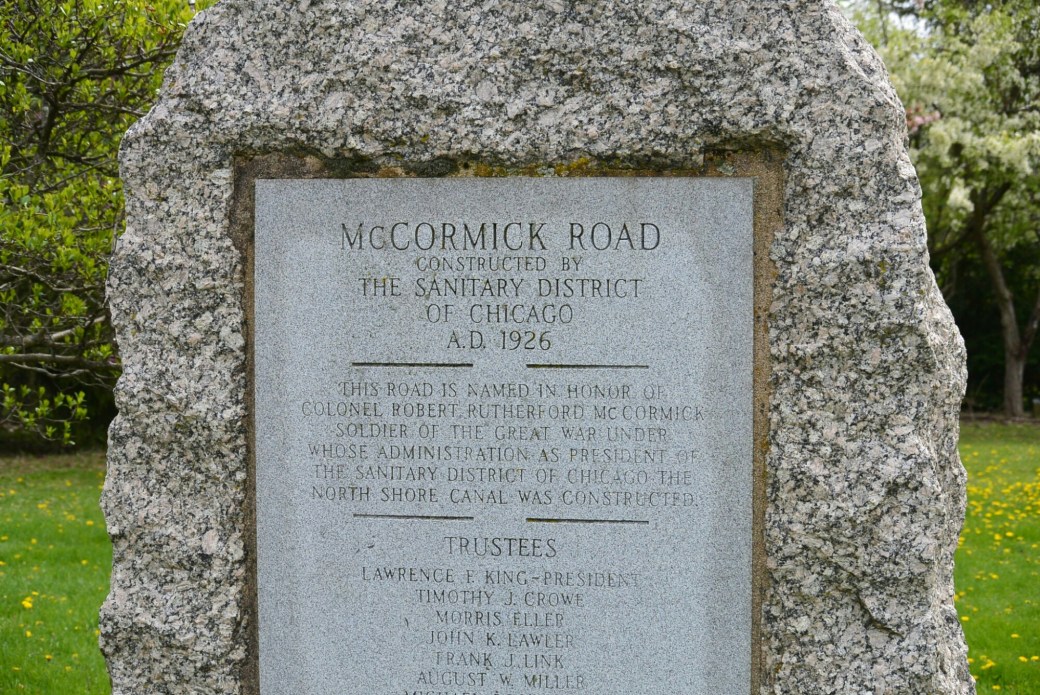 McCORMICK ROAD
CONSTRUCTED BY
THE SANITARY DISTRICT
OF CHICAGO
A.D. 1926
THIS ROAD IS NAMED IN HONOR OF
COLONEL ROBERT RUTHERFORD McCORMICK
SOLDIER OF THE GREAT WAR UNDER
WHOSE ADMINISTRATION AS PRESIDENT OF
THE SANITARY DISTRICT OF CHICAGO THE
NORTH SHORE CANAL WAS CONSTRUCTED.
TRUSTEES
LAWRENCE F. KING-PRESIDENT
TIMOTHY J. CROWE
MORRIS ELLER
JOHN K. LAWLER
FRANK J. LINK
AUGUST W. MILLER
MICHAEL